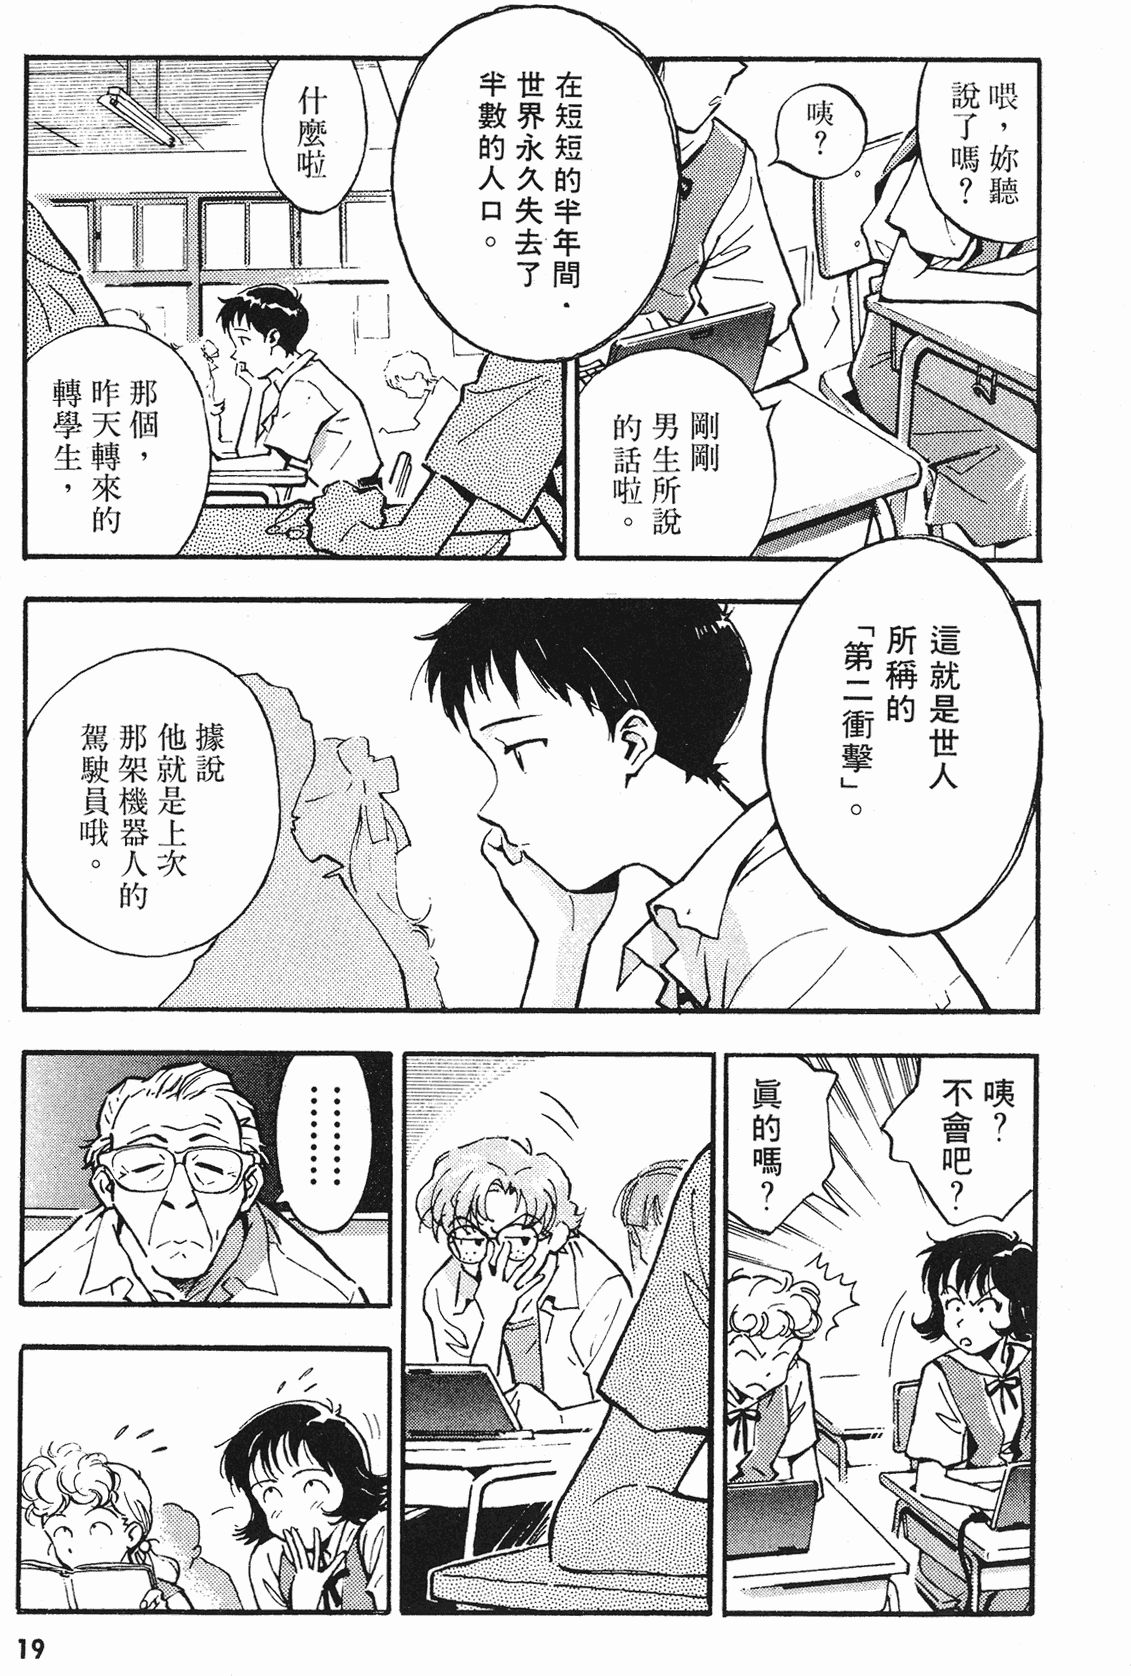 喂，妳聽
說了嗎？
咦？
在短短的半年間．
世界永久失去了
半數的人口。
剛剛
男生所說
的話啦。
什麼啦
那個，
昨天轉來的
轉學生，
這就是世人
所稱的
「第二衝擊」。
據說
他就是上次
那架機器人的
駕駛員哦。
咦？
不會吧？
眞的嗎？
………
19